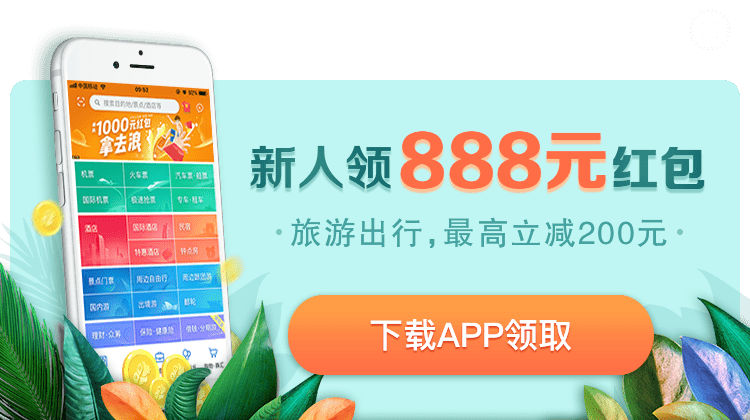 新人领888元红包
·旅游出行,最高立减200元·
下载APP领取
中国移动
09:52
92%
搜索目的地/景点/酒店等
1000元红包
拿去浪
机票 火车票 汽车票·租票
国际机票 极速抢票 专车·租车
酒店 国际酒店 民宿
特惠酒店 钟点房
景点门票 周边自由行 周边跟团游
国内游 出境游 邮轮
理财·众筹 保险·健康险 借钱·分期游